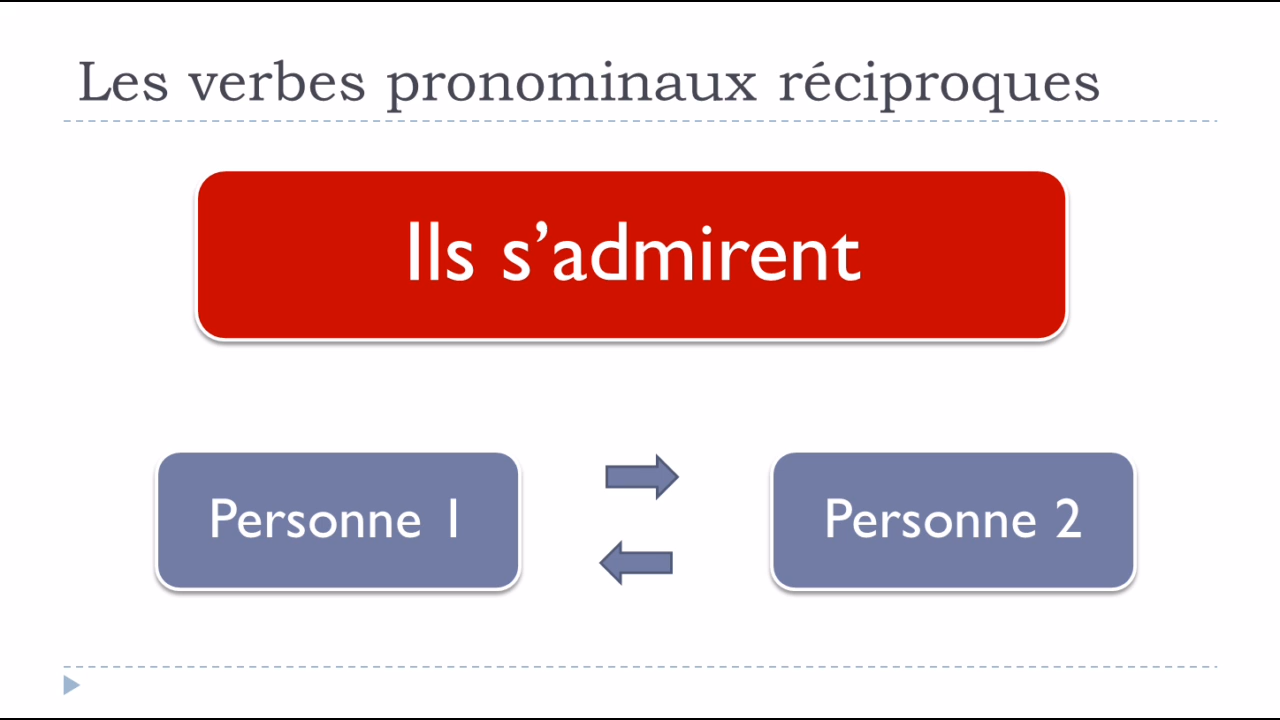 Les verbes pronominaux réciproques
Ils s’admirent
Personne 1
Personne 2